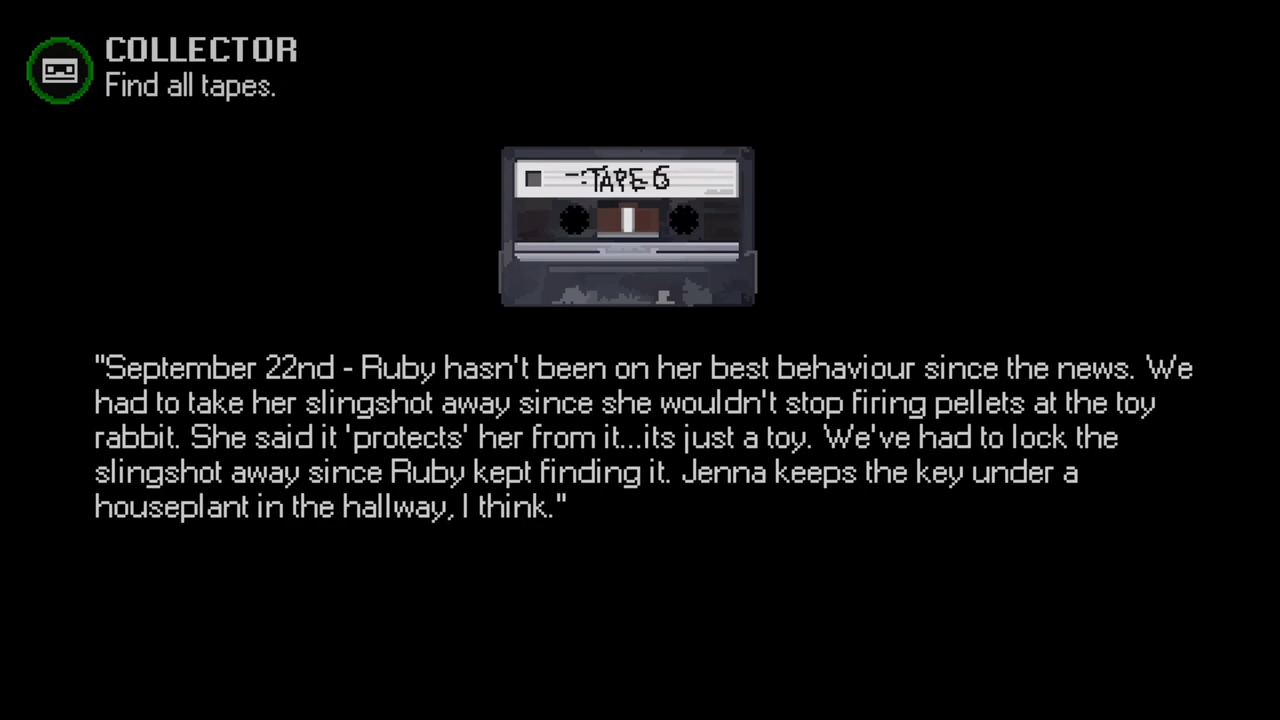 COLLECTOR
Find all tapes.
-:TAPE 6
"September 22nd - Ruby hasn't been on her best behaviour since the news. We
had to take her slingshot away since she wouldn't stop firing pellets at the toy
rabbit. She said it 'protects' her from it...its just a toy. We've had to lock the
slingshot away since Ruby kept finding it. Jenna keeps the key under a
houseplant in the hallway, I think."